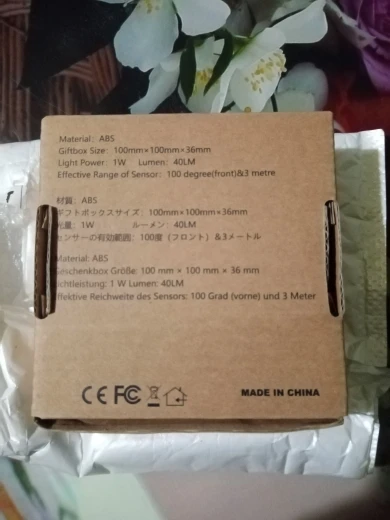 Material: ABS
Giftbox Size: 100mm×100mm×36mm
Light Power: 1W Lumen: 40LM
Effective Range of Sensor: 100 degree(front)&3 metre
材質: ABS
ギフトボックスサイズ: 100mm×100mm×36mm
光量: 1W ルーメン: 40LM
センサーの有効範囲: 100度 (フロント) &3メートル
Material: ABS
Geschenkbox Größe: 100 mm × 100 mm × 36 mm
ichtleistung: 1 W Lumen: 40LM
ffektive Reichweite des Sensors: 100 Grad (vorne) und 3 Meter
CE FC
MADE IN CHINA